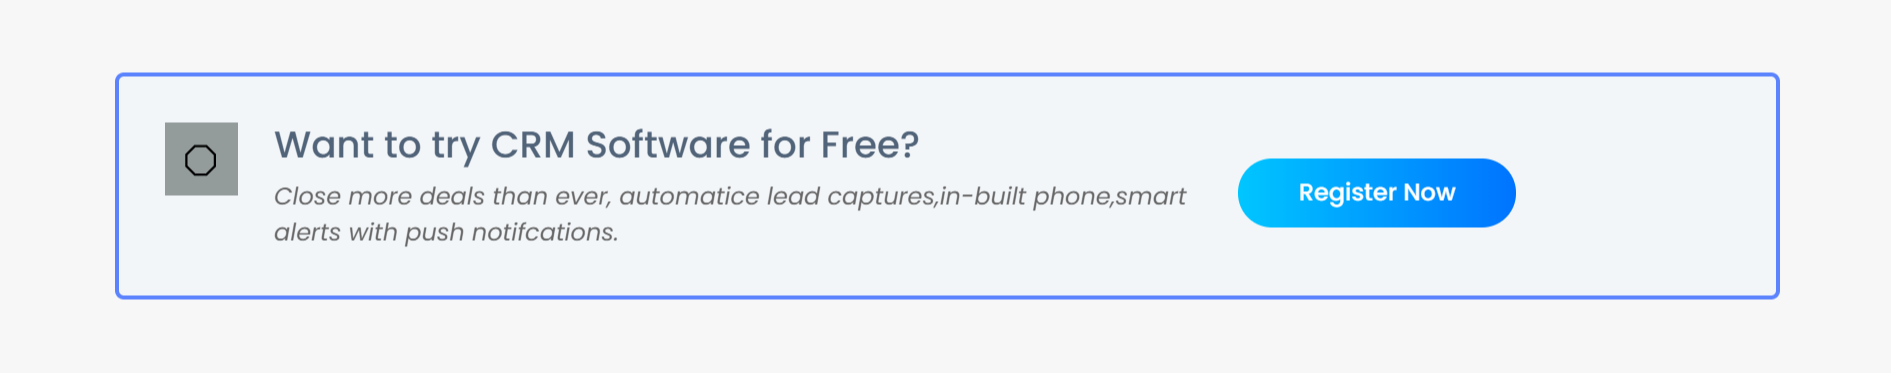 Want to try CRM Software for Free?
Close more deals than ever, automatice lead captures,in-built phone,smart
alerts with push notifcations.
Register Now